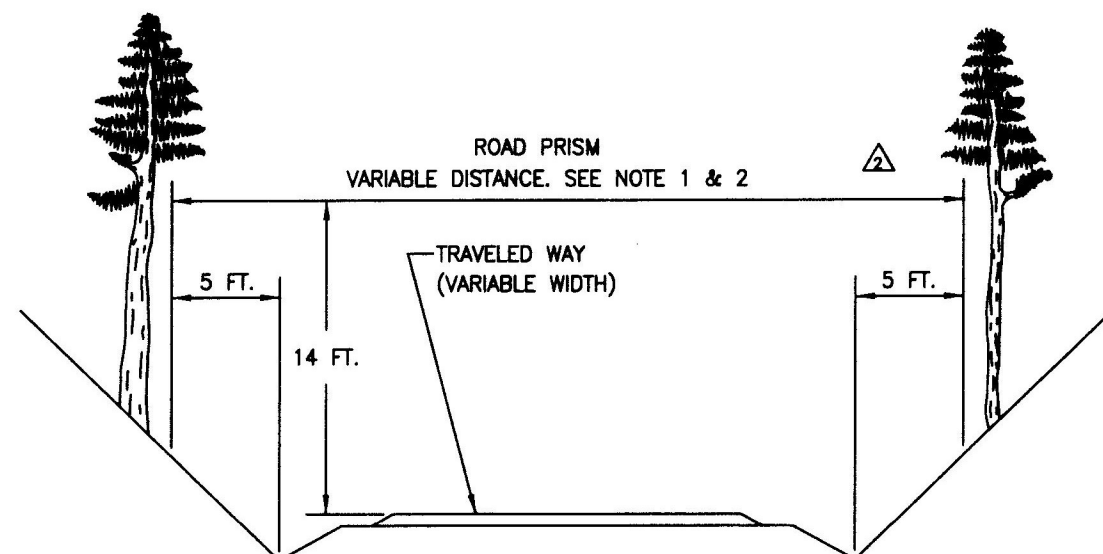 ROAD PRISM
VARIABLE DISTANCE. SEE NOTE 1 & 2
2
TRAVELED WAY
(VARIABLE WIDTH)
5 FT.
5 FT.
14 FT.